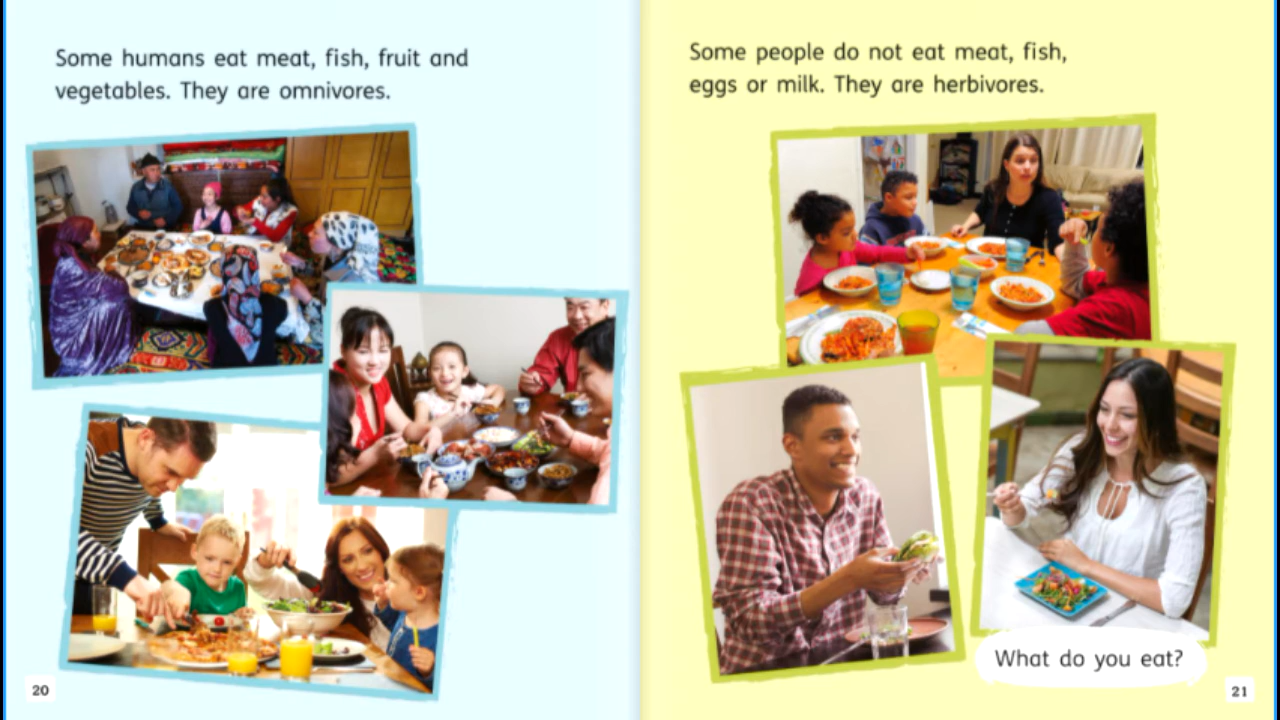 Some humans eat meat, fish, fruit and
vegetables. They are omnivores.
20
Some people do not eat meat, fish,
eggs or milk. They are herbivores.
What do you eat?
21